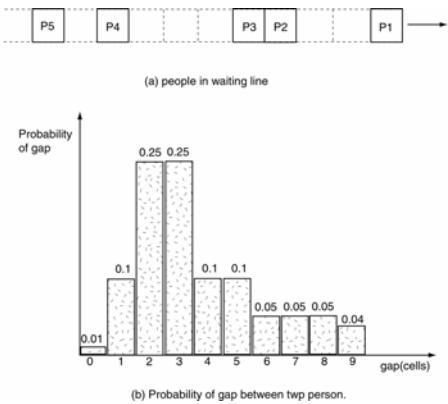 P5 P4 P3 P2 P1
(a) people in waiting line
Probability
of gap
0.25 0.25
0.1 0.1 0.1
0.05 0.05 0.05 0.04
0.01
0 1 2 3 4 5 6 7 8 9
gap(cells)
(b) Probability of gap between twp person.